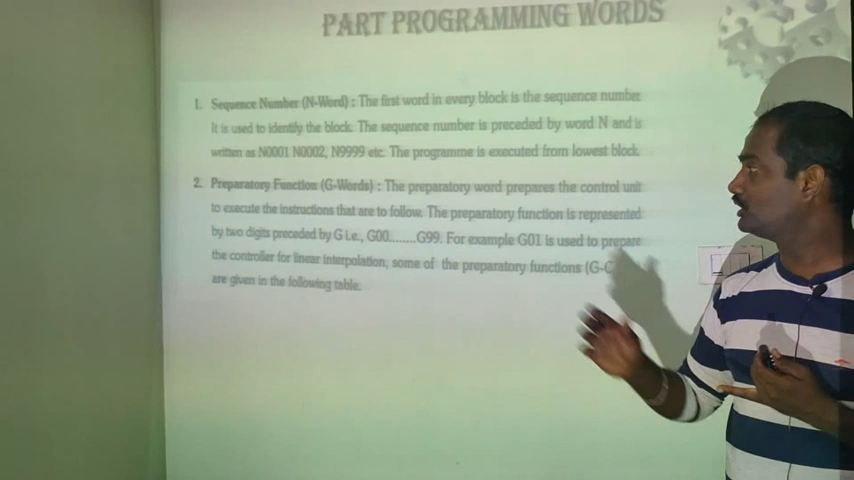 PART PROGRAMMING WORDS
1. Sequence Number (N-Word) : The first word in every block is the sequence number
it is used to identify the block. The sequence number is preceded by word N and is
written as N0001 N0002, N9999 etc. The programme is executed from lowest block.
2. Preparatory Function (G-Words) : The preparatory word prepares the control unit
to execute the instructions that are to follow. The preparatory function is represented
by two digits preceded by G i.e., G00........G99. For example G01 is used to prepare
the controller for linear interpolation, some of the preparatory functions (G-C
are given in the following table.